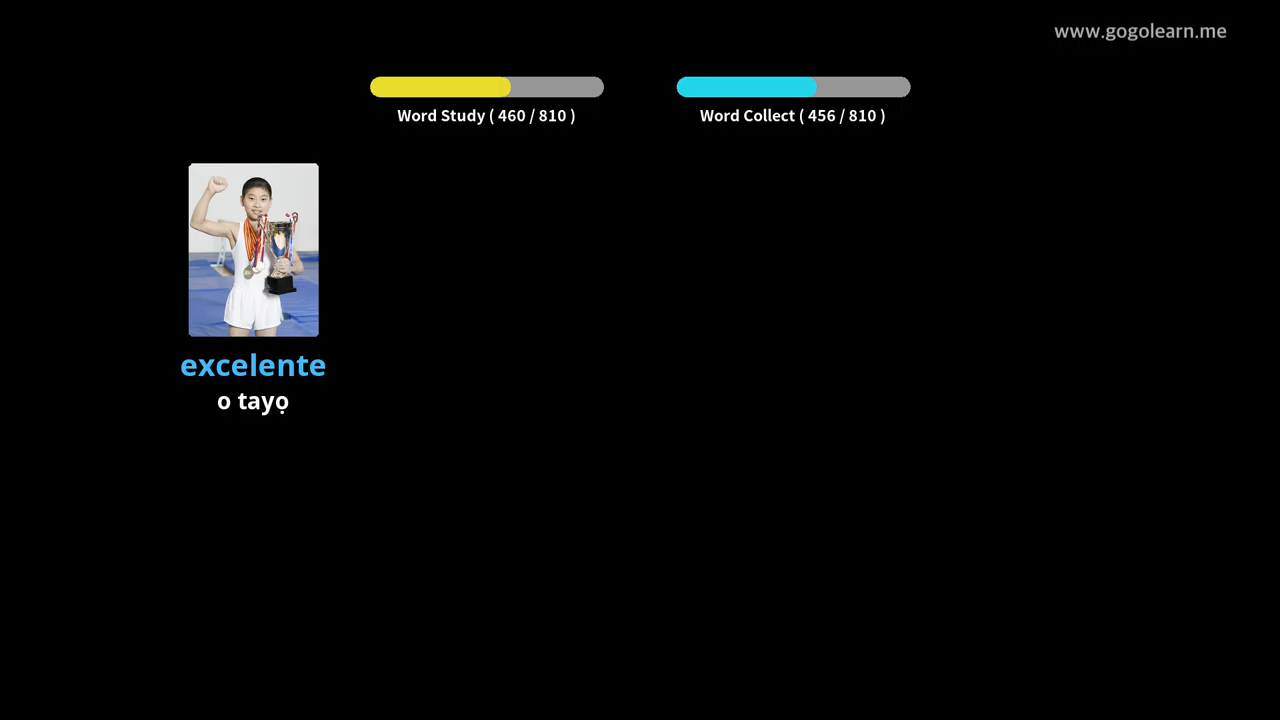 www.gogolearn.me
Word Study ( 460 / 810 )
Word Collect ( 456 / 810 )
excelente
o tayọ